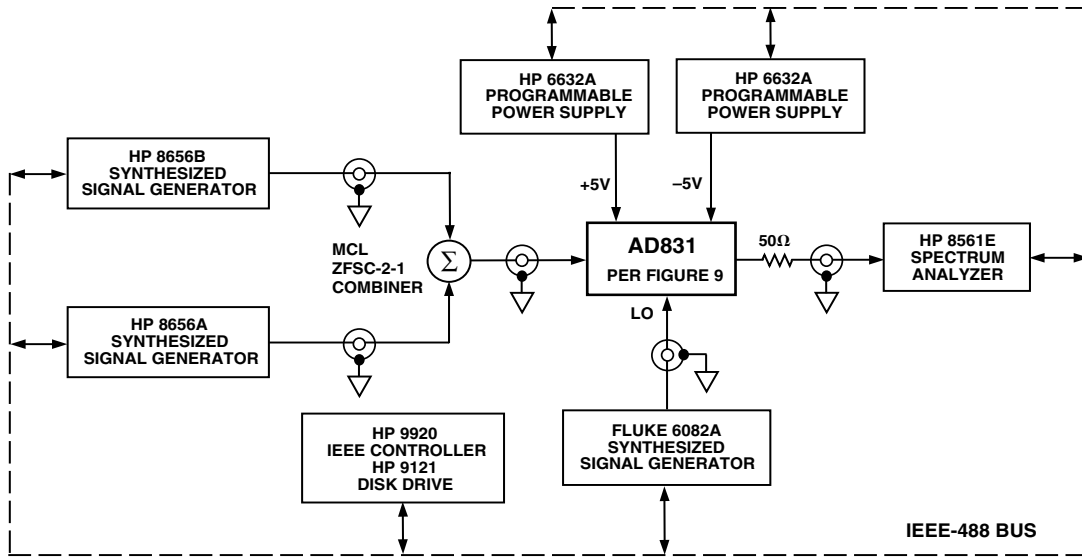 HP 6632A
PROGRAMMABLE
POWER SUPPLY
HP 6632A
PROGRAMMABLE
POWER SUPPLY
HP 8656B
SYNTHESIZED
SIGNAL GENERATOR
+5V
–5V
MCL
ZFSC-2-1
COMBINER
Σ
AD831
PER FIGURE 9
50Ω
HP 8561E
SPECTRUM
ANALYZER
LO
HP 8656A
SYNTHESIZED
SIGNAL GENERATOR
HP 9920
IEEE CONTROLLER
HP 9121
DISK DRIVE
FLUKE 6082A
SYNTHESIZED
SIGNAL GENERATOR
IEEE-488 BUS